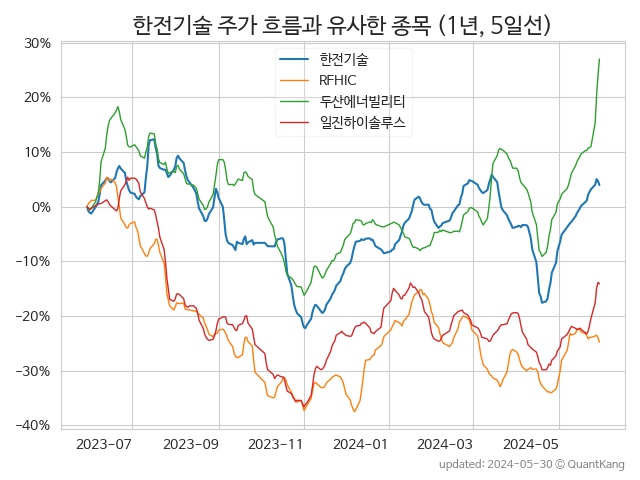 한전기술 주가 흐름과 유사한 종목 (1년, 5일선)
한전기술
RFHIC
두산에너빌리티
일진하이솔루스
30%
20%
10%
0%
−10%
−20%
−30%
−40%
2023-07 2023-09 2023-11 2024-01 2024-03 2024-05
updated: 2024-05-30 ⓒ QuantKang